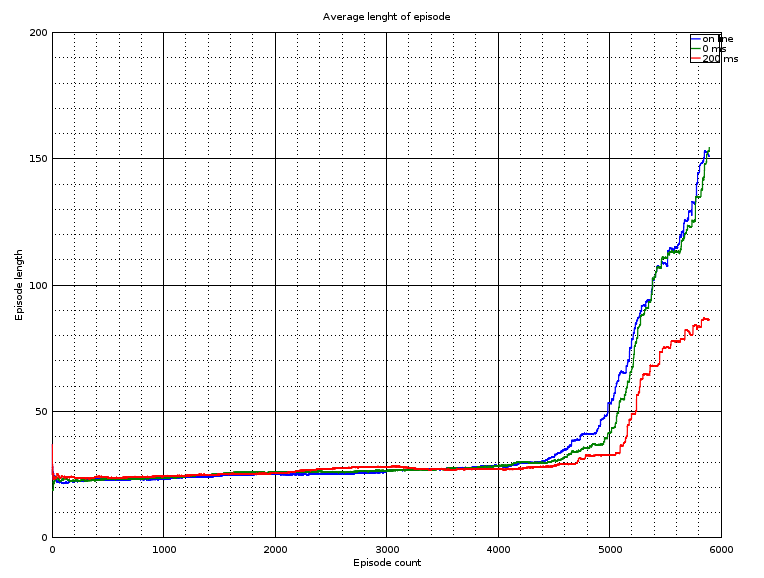 Average lenght of episode
200
150
100
50
0
Episode length
on line
0 ms
200 ms
0 1000 2000 3000 4000 5000 6000
Episode count